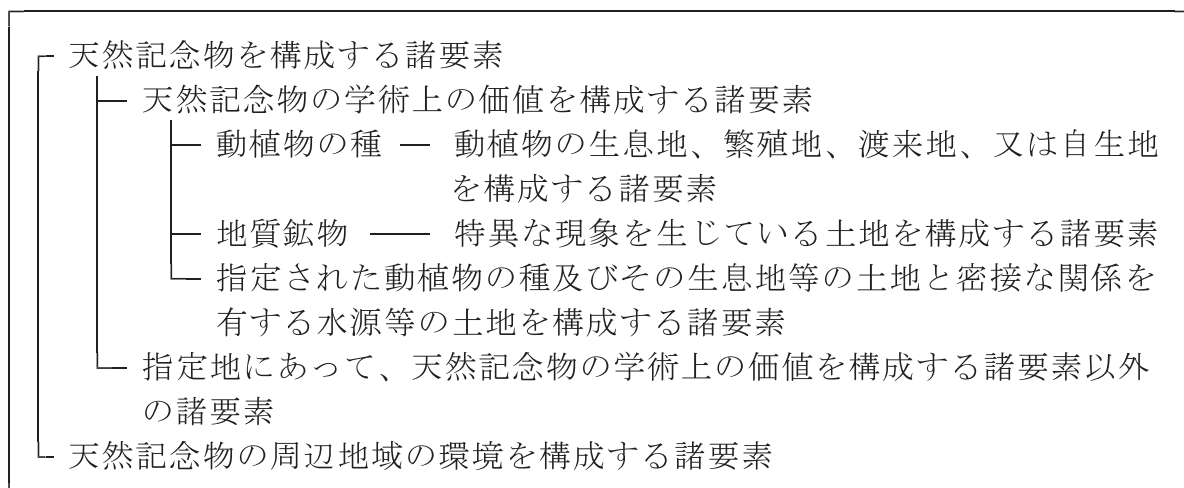 天然記念物を構成する諸要素
天然記念物の学術上の価値を構成する諸要素
動植物の種 ― 動植物の生息地、繁殖地、渡来地、又は自生地
を構成する諸要素
地質鉱物 ―― 特異な現象を生じている土地を構成する諸要素
指定された動植物の種及びその生息地等の土地と密接な関係を
有する水源等の土地を構成する諸要素
指定地にあって、天然記念物の学術上の価値を構成する諸要素以外
の諸要素
天然記念物の周辺地域の環境を構成する諸要素